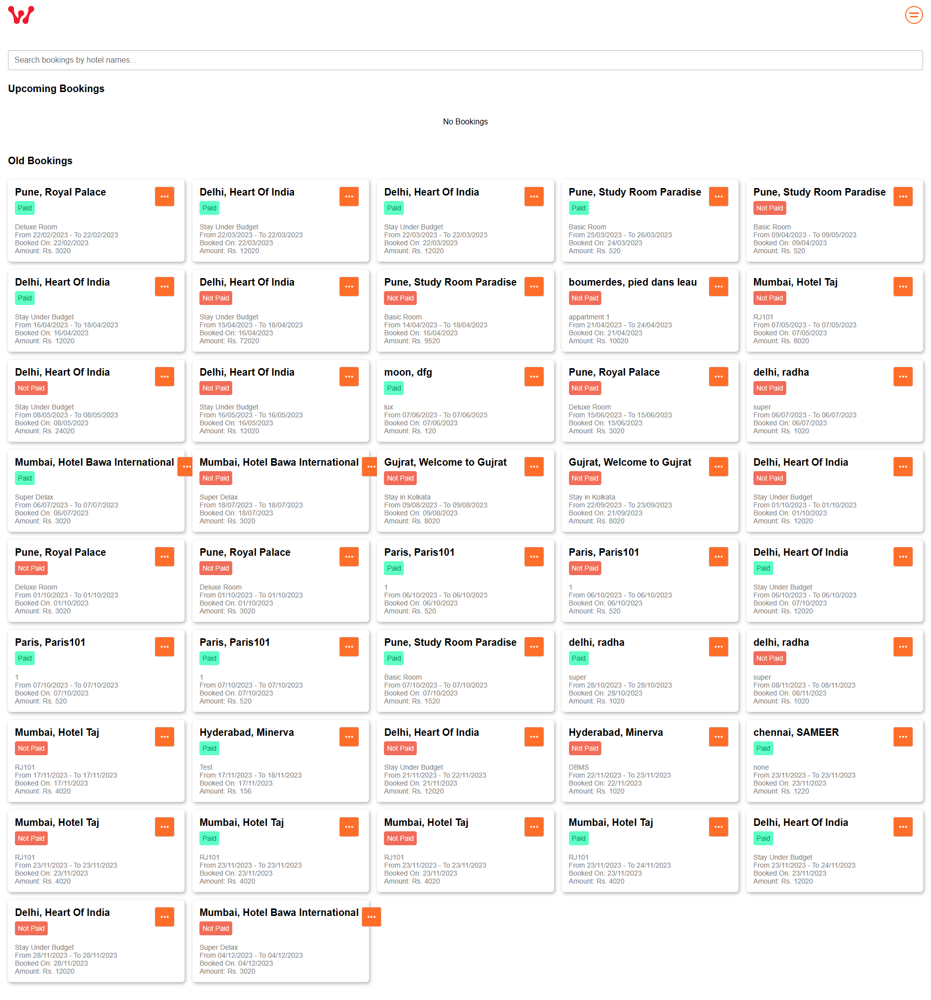 Search bookings by hotel names...
Upcoming Bookings
No Bookings
Old Bookings
Pune, Royal Palace
Paid
Deluxe Room
From 22/02/2023 - To 22/02/2023
Booked On: 22/02/2023
Amount: Rs. 3020
Delhi, Heart Of India
Paid
Stay Under Budget
From 22/03/2023 - To 22/03/2023
Booked On: 22/03/2023
Amount: Rs. 12020
Delhi, Heart Of India
Paid
Stay Under Budget
From 22/03/2023 - To 22/03/2023
Booked On: 22/03/2023
Amount: Rs. 12020
Pune, Study Room Paradise
Paid
Basic Room
From 25/03/2023 - To 26/03/2023
Booked On: 24/03/2023
Amount: Rs. 520
Pune, Study Room Paradise
Not Paid
Basic Room
From 09/04/2023 - To 09/05/2023
Booked On: 09/04/2023
Amount: Rs. 520
Delhi, Heart Of India
Paid
Stay Under Budget
From 16/04/2023 - To 18/04/2023
Booked On: 16/04/2023
Amount: Rs. 12020
Delhi, Heart Of India
Not Paid
Stay Under Budget
From 15/04/2023 - To 18/04/2023
Booked On: 16/04/2023
Amount: Rs. 72020
Pune, Study Room Paradise
Not Paid
Basic Room
From 14/04/2023 - To 18/04/2023
Booked On: 16/04/2023
Amount: Rs. 9520
boumerdes, pied dans leau
Not Paid
appartment 1
From 21/04/2023 - To 24/04/2023
Booked On: 21/04/2023
Amount: Rs. 10020
Mumbai, Hotel Taj
Not Paid
RJ101
From 07/05/2023 - To 07/05/2023
Booked On: 07/05/2023
Amount: Rs. 8020
Delhi, Heart Of India
Not Paid
Stay Under Budget
From 08/05/2023 - To 08/05/2023
Booked On: 08/05/2023
Amount: Rs. 24020
Delhi, Heart Of India
Not Paid
Stay Under Budget
From 16/05/2023 - To 16/05/2023
Booked On: 16/05/2023
Amount: Rs. 12020
moon, dfg
Paid
lux
From 07/06/2023 - To 07/06/2023
Booked On: 07/06/2023
Amount: Rs. 120
Pune, Royal Palace
Not Paid
Deluxe Room
From 15/06/2023 - To 15/06/2023
Booked On: 15/06/2023
Amount: Rs. 3020
delhi, radha
Not Paid
super
From 06/07/2023 - To 06/07/2023
Booked On: 06/07/2023
Amount: Rs. 1020
Mumbai, Hotel Bawa International
Paid
Super Delax
From 06/07/2023 - To 07/07/2023
Booked On: 06/07/2023
Amount: Rs. 3020
Mumbai, Hotel Bawa International
Not Paid
Super Delax
From 18/07/2023 - To 18/07/2023
Booked On: 18/07/2023
Amount: Rs. 3020
Gujrat, Welcome to Gujrat
Not Paid
Stay in Kolkata
From 09/08/2023 - To 09/08/2023
Booked On: 09/08/2023
Amount: Rs. 8020
Gujrat, Welcome to Gujrat
Not Paid
Stay in Kolkata
From 22/09/2023 - To 23/09/2023
Booked On: 21/09/2023
Amount: Rs. 8020
Delhi, Heart Of India
Not Paid
Stay Under Budget
From 01/10/2023 - To 01/10/2023
Booked On: 01/10/2023
Amount: Rs. 12020
Pune, Royal Palace
Not Paid
Deluxe Room
From 01/10/2023 - To 01/10/2023
Booked On: 01/10/2023
Amount: Rs. 3020
Pune, Royal Palace
Not Paid
Deluxe Room
From 01/10/2023 - To 01/10/2023
Booked On: 01/10/2023
Amount: Rs. 3020
Paris, Paris101
Paid
1
From 06/10/2023 - To 06/10/2023
Booked On: 06/10/2023
Amount: Rs. 520
Paris, Paris101
Not Paid
1
From 06/10/2023 - To 06/10/2023
Booked On: 06/10/2023
Amount: Rs. 520
Delhi, Heart Of India
Paid
Stay Under Budget
From 06/10/2023 - To 06/10/2023
Booked On: 07/10/2023
Amount: Rs. 12020
Paris, Paris101
Paid
1
From 07/10/2023 - To 07/10/2023
Booked On: 07/10/2023
Amount: Rs. 520
Paris, Paris101
Paid
1
From 07/10/2023 - To 07/10/2023
Booked On: 07/10/2023
Amount: Rs. 520
Pune, Study Room Paradise
Paid
Basic Room
From 07/10/2023 - To 07/10/2023
Booked On: 07/10/2023
Amount: Rs. 1520
delhi, radha
Paid
super
From 28/10/2023 - To 28/10/2023
Booked On: 28/10/2023
Amount: Rs. 1020
delhi, radha
Not Paid
super
From 08/11/2023 - To 08/11/2023
Booked On: 08/11/2023
Amount: Rs. 1020
Mumbai, Hotel Taj
Not Paid
RJ101
From 17/11/2023 - To 17/11/2023
Booked On: 17/11/2023
Amount: Rs. 4020
Hyderabad, Minerva
Paid
Test
From 17/11/2023 - To 18/11/2023
Booked On: 17/11/2023
Amount: Rs. 156
Delhi, Heart Of India
Not Paid
Stay Under Budget
From 21/11/2023 - To 22/11/2023
Booked On: 21/11/2023
Amount: Rs. 12020
Hyderabad, Minerva
Not Paid
DBMS
From 22/11/2023 - To 23/11/2023
Booked On: 22/11/2023
Amount: Rs. 1020
chennai, SAMEER
Paid
none
From 23/11/2023 - To 23/11/2023
Booked On: 23/11/2023
Amount: Rs. 1220
Mumbai, Hotel Taj
Not Paid
RJ101
From 23/11/2023 - To 23/11/2023
Booked On: 23/11/2023
Amount: Rs. 4020
Mumbai, Hotel Taj
Paid
RJ101
From 23/11/2023 - To 23/11/2023
Booked On: 23/11/2023
Amount: Rs. 4020
Mumbai, Hotel Taj
Not Paid
RJ101
From 23/11/2023 - To 23/11/2023
Booked On: 23/11/2023
Amount: Rs. 4020
Mumbai, Hotel Taj
Paid
RJ101
From 23/11/2023 - To 24/11/2023
Booked On: 23/11/2023
Amount: Rs. 4020
Delhi, Heart Of India
Paid
Stay Under Budget
From 23/11/2023 - To 24/11/2023
Booked On: 23/11/2023
Amount: Rs. 12020
Delhi, Heart Of India
Not Paid
Stay Under Budget
From 28/11/2023 - To 28/11/2023
Booked On: 28/11/2023
Amount: Rs. 12020
Mumbai, Hotel Bawa International
Not Paid
Super Delax
From 04/12/2023 - To 04/12/2023
Booked On: 04/12/2023
Amount: Rs. 3020